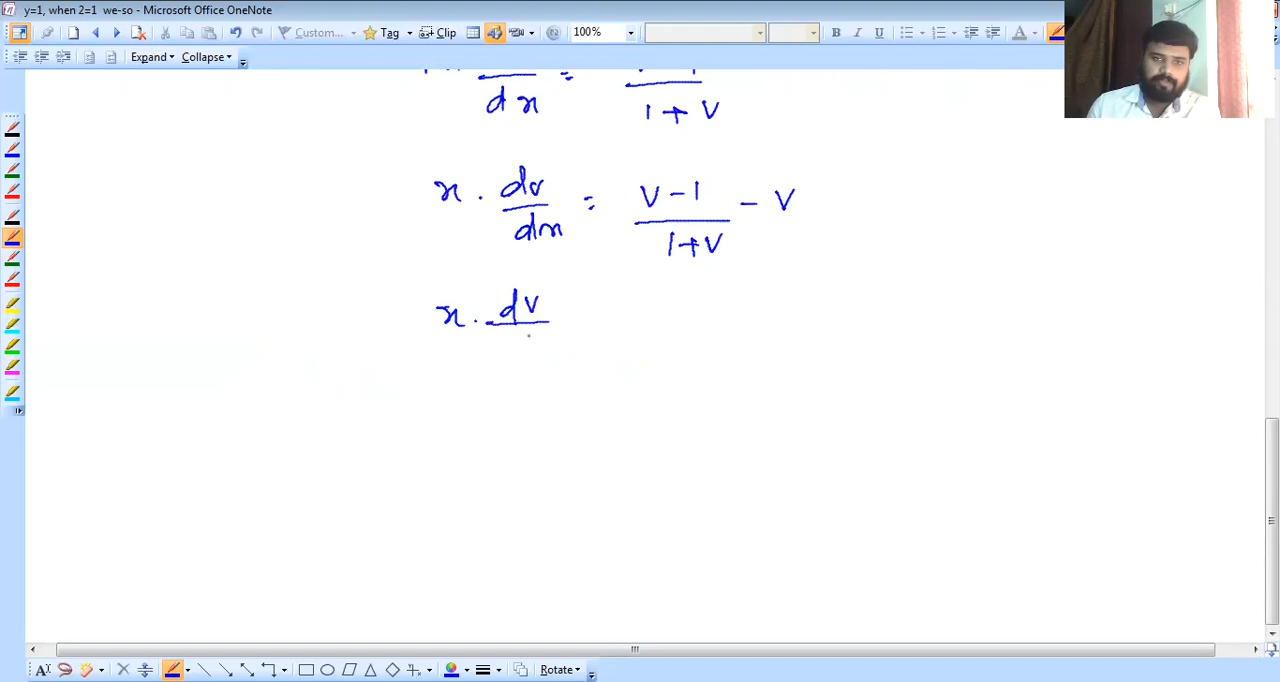 y=1, when 2=1 we-so - Microsoft Office OneNote
Custom... Tag Clip 100% B I U A
Expand Collapse
dx = 1+v
x . dv/dx = (v-1)/(1+v) - v
x . dv
Rotate